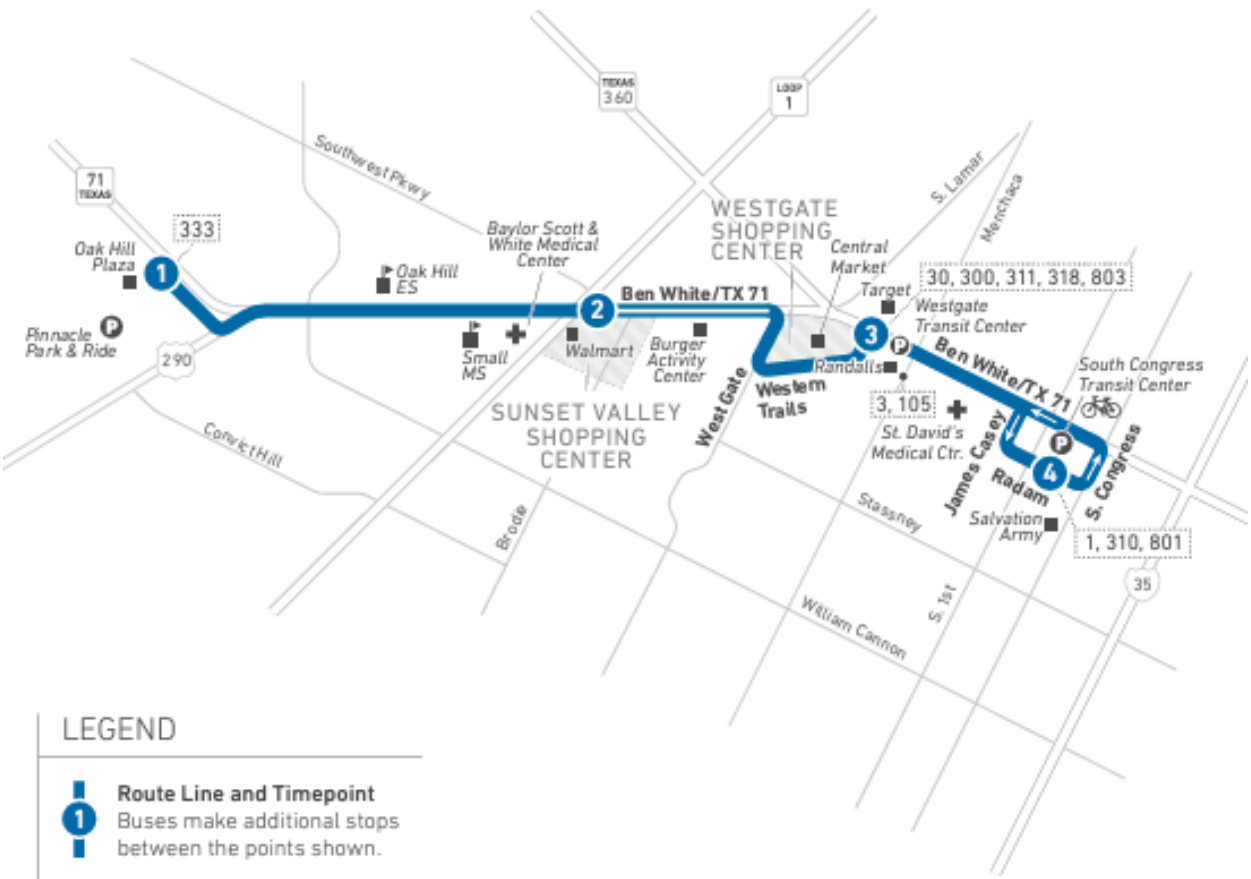 TEXAS
360
LOOP
1
Southwest Pkwy
S. Lamar
Menchaca
71
TEXAS
333
Oak Hill
Plaza
1
Baylor Scott &
White Medical
Center
WESTGATE
SHOPPING
CENTER
Central
Market
Target
30, 300, 311, 318, 803
Oak Hill
ES
2
Ben White/TX 71
3
Westgate
Transit Center
Pinnacle
Park & Ride
P
290
Small
MS
Walmart
Burger
Activity
Center
Randalls
P
Ben White/TX 71
South Congress
Transit Center
West Gate
Western
Trails
3, 105
St. David's
Medical Ctr.
James Casey
P
4
Radam
S. Congress
SUNSET VALLEY
SHOPPING
CENTER
Convict Hill
Brode
Stassney
Salvation
Army
1, 310, 801
35
S. 1st
William Cannon
LEGEND
1
Route Line and Timepoint
Buses make additional stops
between the points shown.